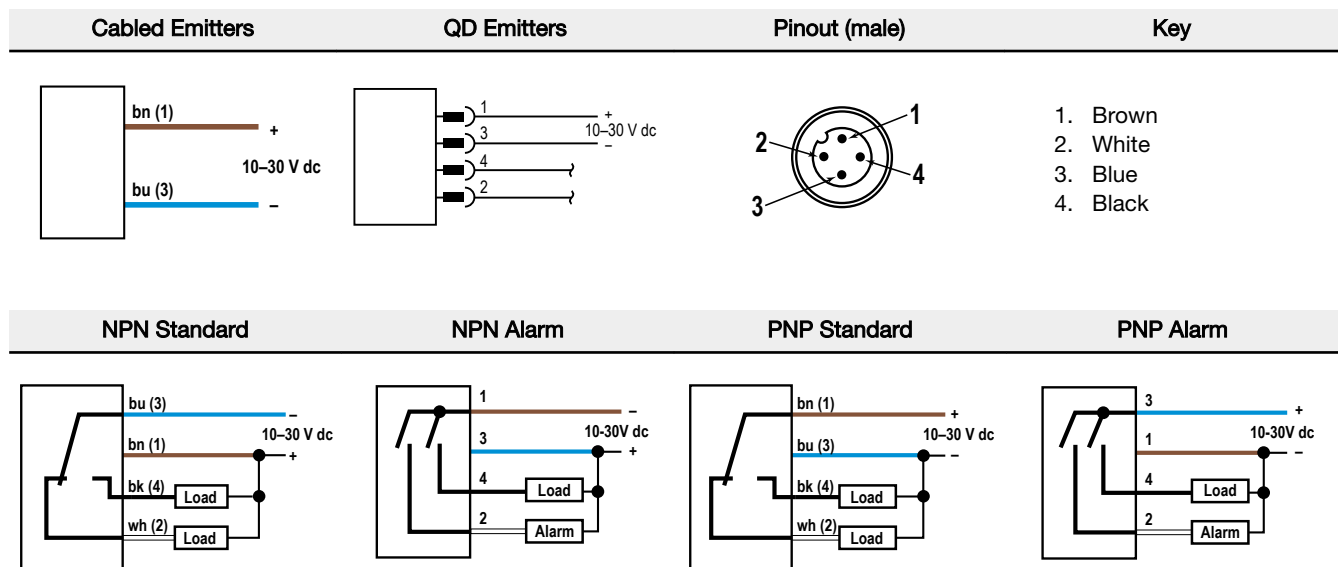 Cabled Emitters
QD Emitters
Pinout (male)
Key
bn (1)
+
10–30 V dc
bu (3)
–
1
+
10–30 V dc
3
–
4
2
1
2
4
3
1. Brown
2. White
3. Blue
4. Black
NPN Standard
NPN Alarm
PNP Standard
PNP Alarm
bu (3)
–
10–30 V dc
bn (1)
+
bk (4)
Load
wh (2)
Load
1
–
10-30V dc
3
+
4
Load
2
Alarm
bn (1)
+
10–30 V dc
bu (3)
–
bk (4)
Load
wh (2)
Load
3
+
10-30V dc
1
–
4
Load
2
Alarm